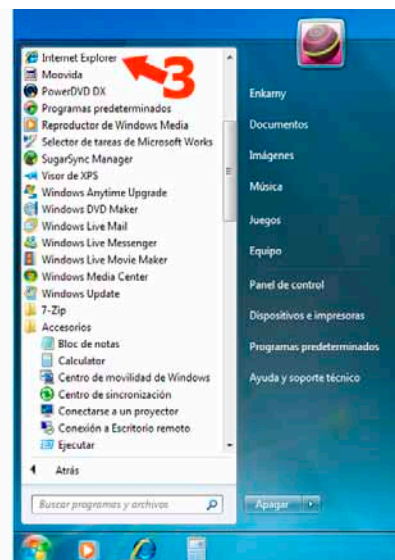 Internet Explorer
3
Moovida
PowerDVD DX
Programas predeterminados
Reproductor de Windows Media
Selector de tareas de Microsoft Works
SugarSync Manager
Visor de XPS
Windows Anytime Upgrade
Windows DVD Maker
Windows Live Mail
Windows Live Messenger
Windows Live Movie Maker
Windows Media Center
Windows Update
7-Zip
Accesorios
Bloc de notas
Calculator
Centro de movilidad de Windows
Centro de sincronización
Conectarse a un proyector
Conexión a Escritorio remoto
Ejecutar
Atrás
Buscar programas y archivos
Enkamy
Documentos
Imágenes
Música
Juegos
Equipo
Panel de control
Dispositivos e impresoras
Programas predeterminados
Ayuda y soporte técnico
Apagar